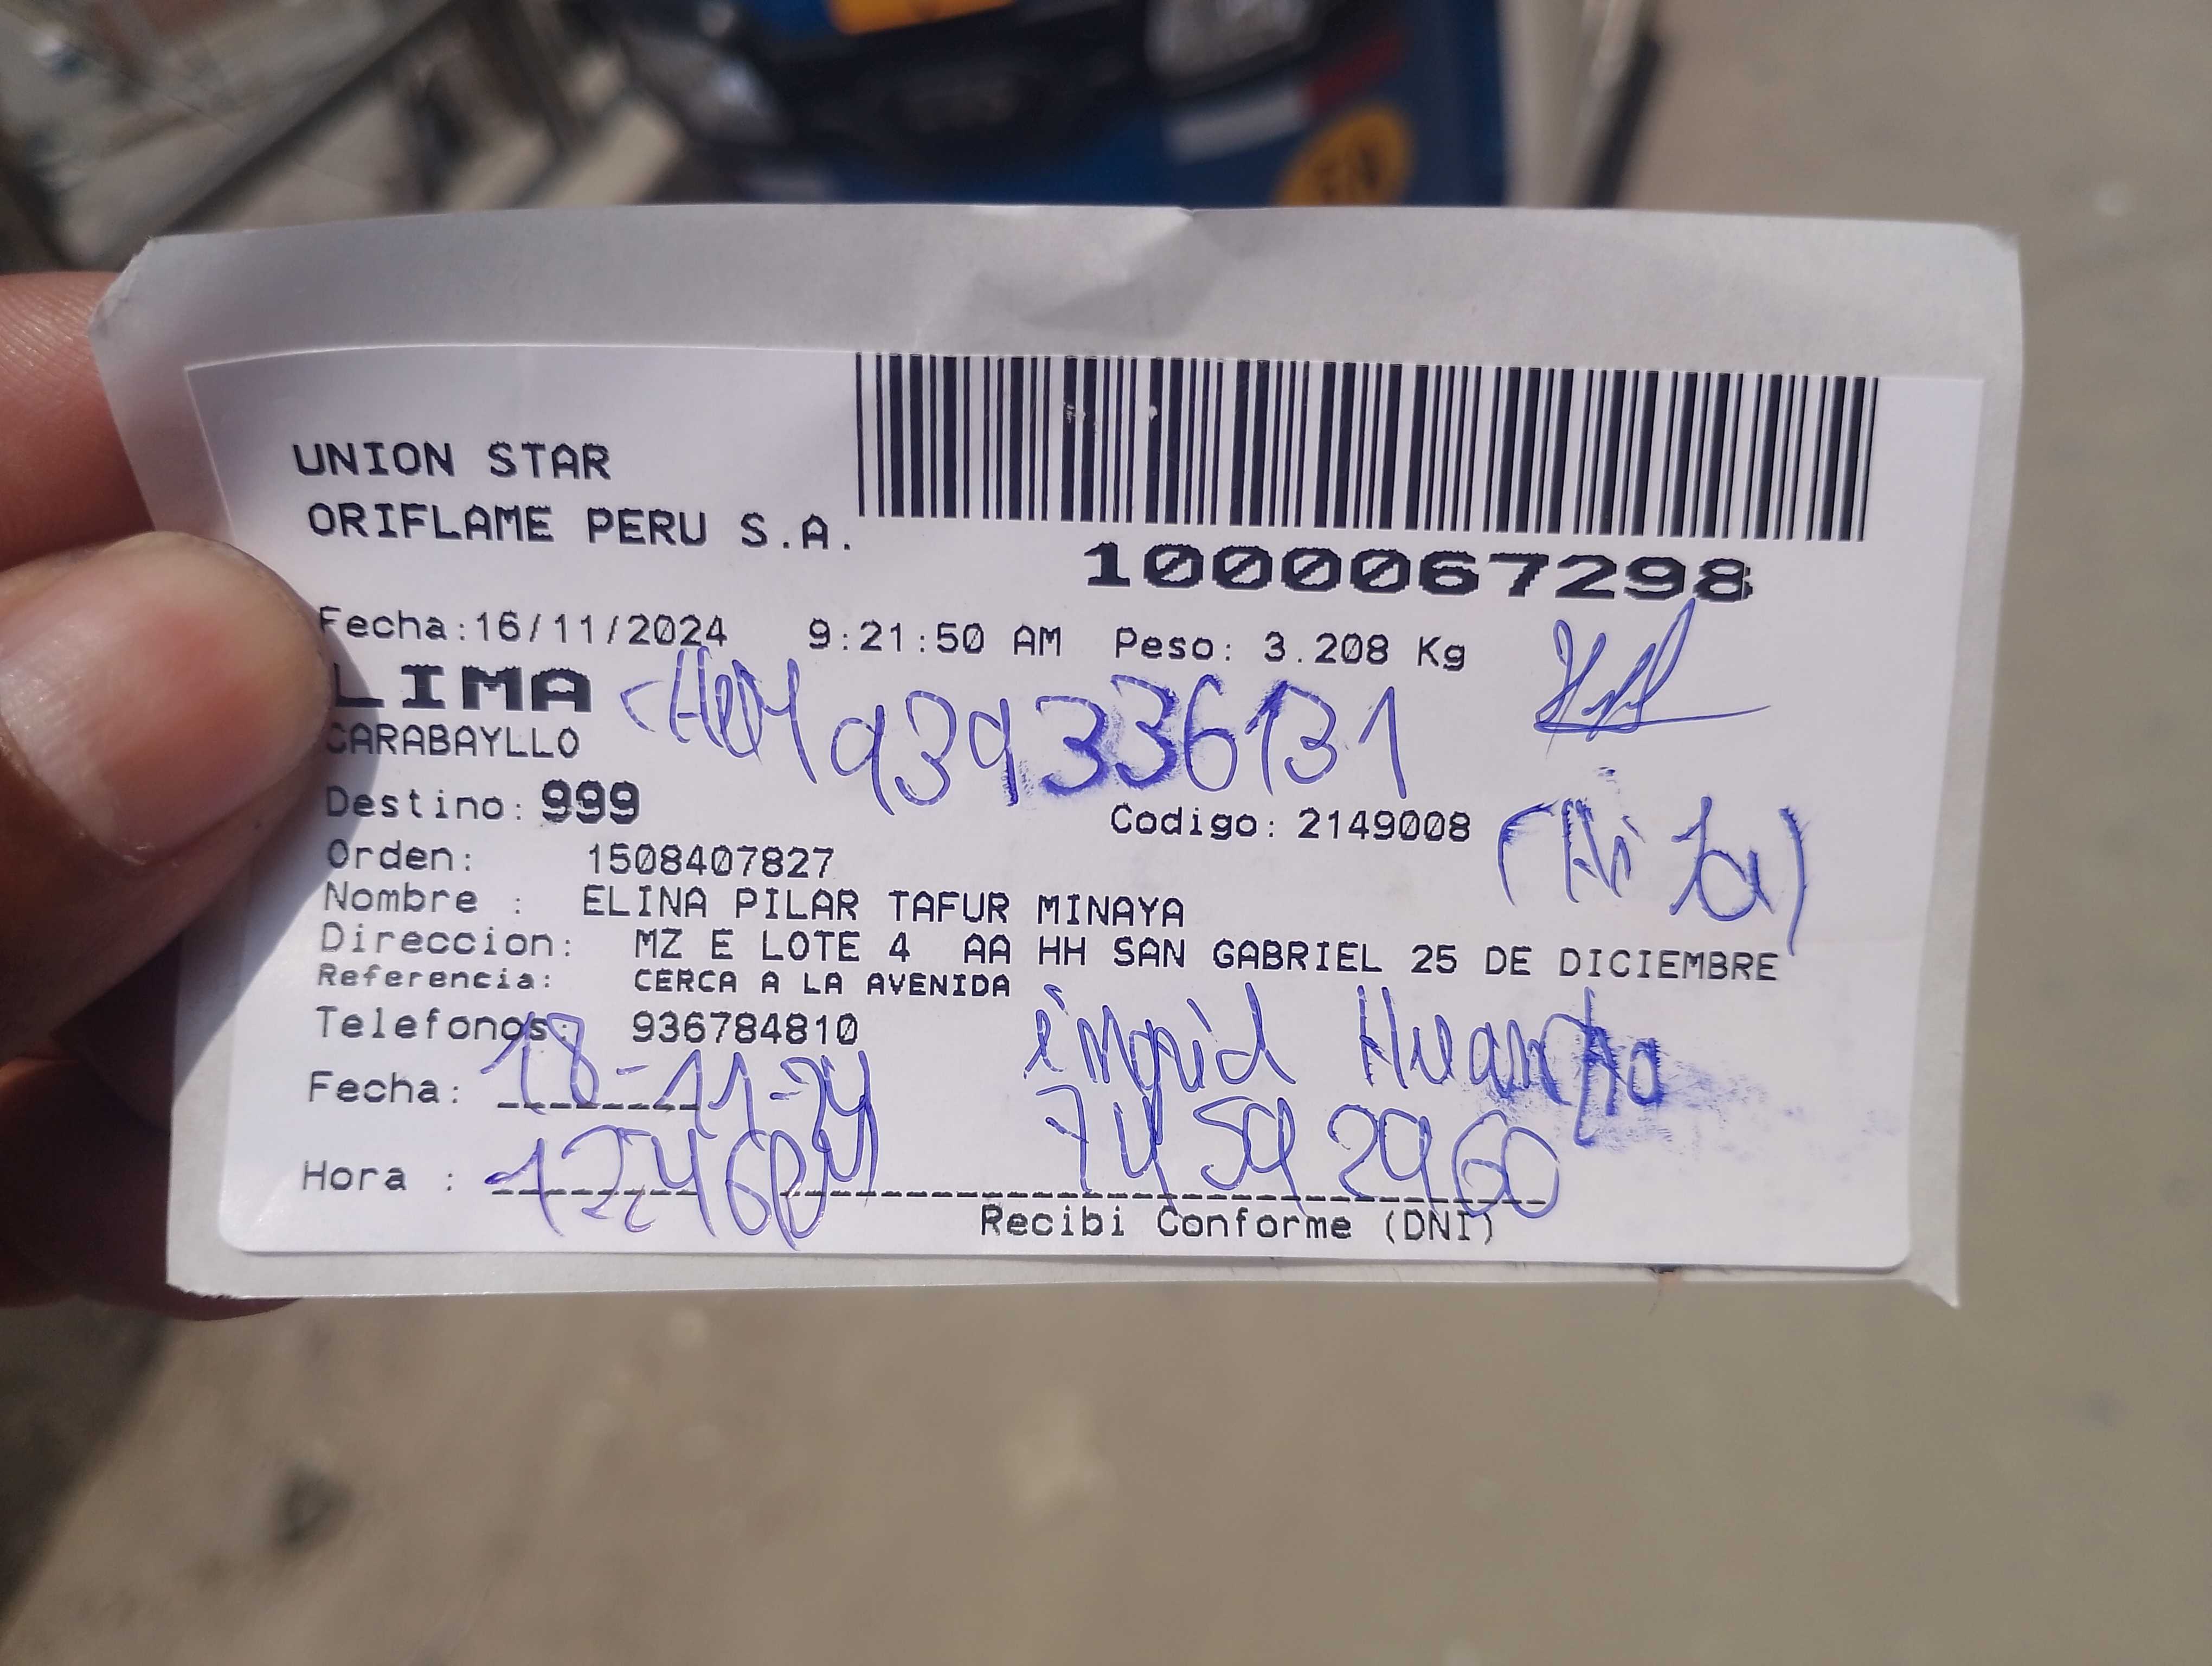 UNION STAR
ORIFLAME PERU S.A.
1000067298
Fecha:16/11/2024 9:21:50 AM Peso: 3.208 Kg
LIMA
CARABAYLLO
939336131
Destino: 999
Codigo: 2149008
Orden: 1508407827
Nombre : ELINA PILAR TAFUR MINAYA
Direccion: MZ E LOTE 4 AA HH SAN GABRIEL 25 DE DICIEMBRE
Referencia: CERCA A LA AVENIDA
Telefonos: 936784810
ingrid
Fecha: 18-11-24
Hora :
Recibi Conforme (DNI)